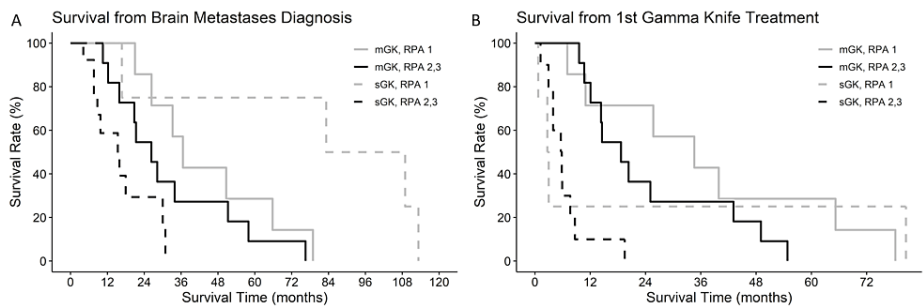 A
Survival from Brain Metastases Diagnosis
Survival Rate (%)
100
80
60
40
20
0
mGK, RPA 1
mGK, RPA 2,3
sGK, RPA 1
sGK, RPA 2,3
0 12 24 36 48 60 72 84 96 108 120
Survival Time (months)
B
Survival from 1st Gamma Knife Treatment
Survival Rate (%)
100
80
60
40
20
0
mGK, RPA 1
mGK, RPA 2,3
sGK, RPA 1
sGK, RPA 2,3
0 12 24 36 48 60 72
Survival Time (months)